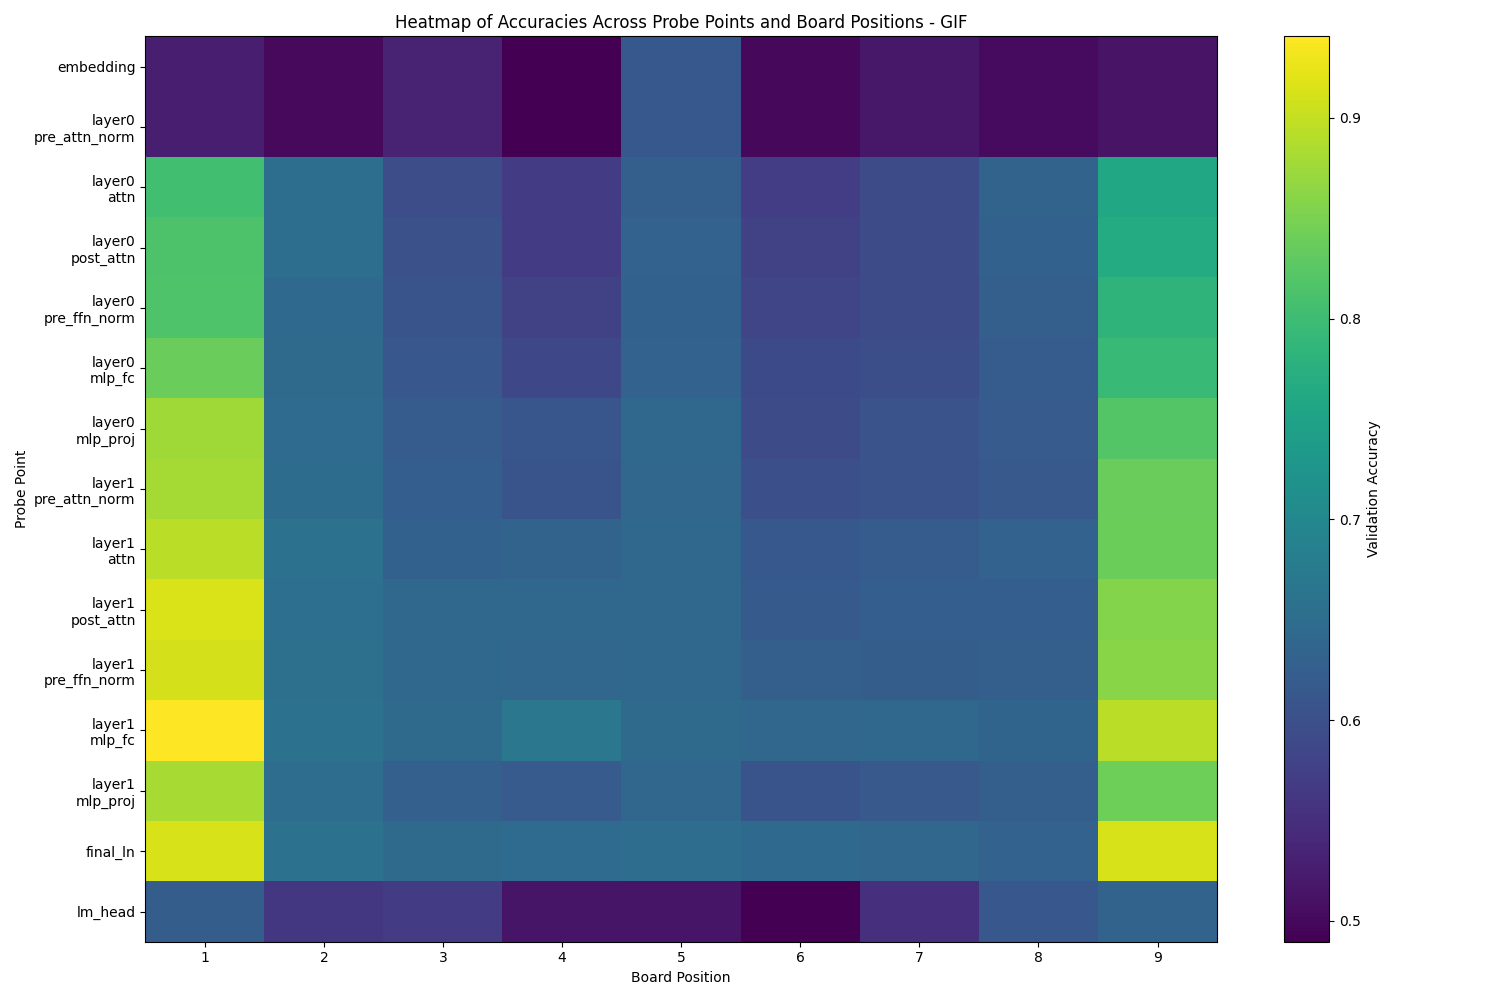 Heatmap of Accuracies Across Probe Points and Board Positions - GIF
Probe Point
embedding
layer0
pre_attn_norm
layer0
attn
layer0
post_attn
layer0
pre_ffn_norm
layer0
mlp_fc
layer0
mlp_proj
layer1
pre_attn_norm
layer1
attn
layer1
post_attn
layer1
pre_ffn_norm
layer1
mlp_fc
layer1
mlp_proj
final_ln
lm_head
1 2 3 4 5 6 7 8 9
Board Position
0.9
0.8
0.7
0.6
0.5
Validation Accuracy